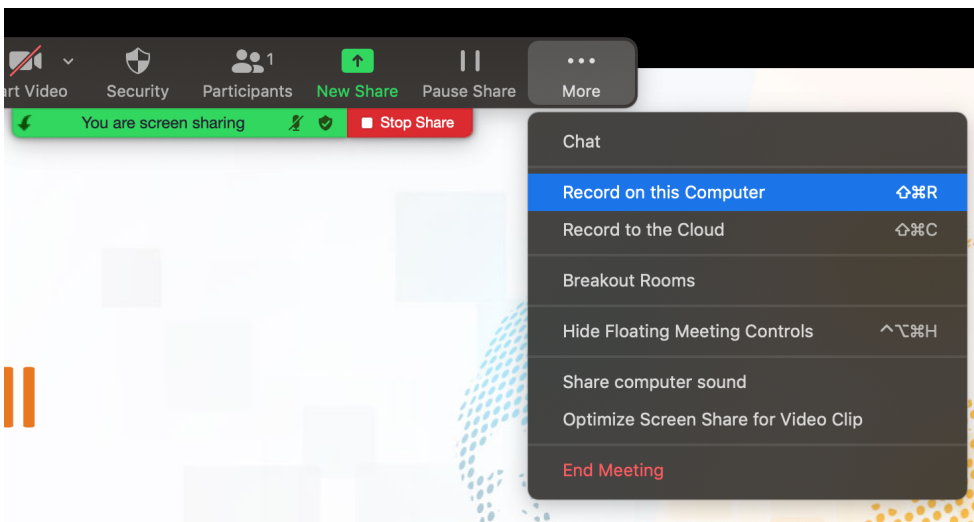 art Video
Security
Participants
1
New Share
Pause Share
More
You are screen sharing
Stop Share
Chat
Record on this Computer ⇧⌘R
Record to the Cloud ⇧⌘C
Breakout Rooms
Hide Floating Meeting Controls ^⌥⌘H
Share computer sound
Optimize Screen Share for Video Clip
End Meeting